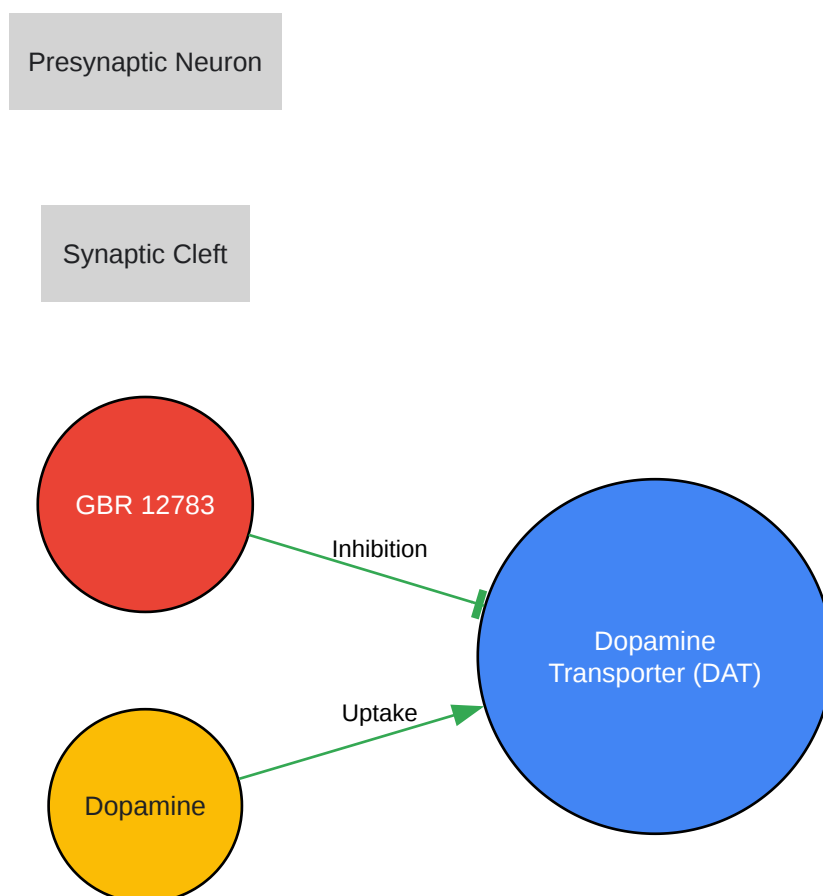 Presynaptic Neuron
Synaptic Cleft
GBR 12783
Inhibition
Dopamine
Transporter (DAT)
Uptake
Dopamine